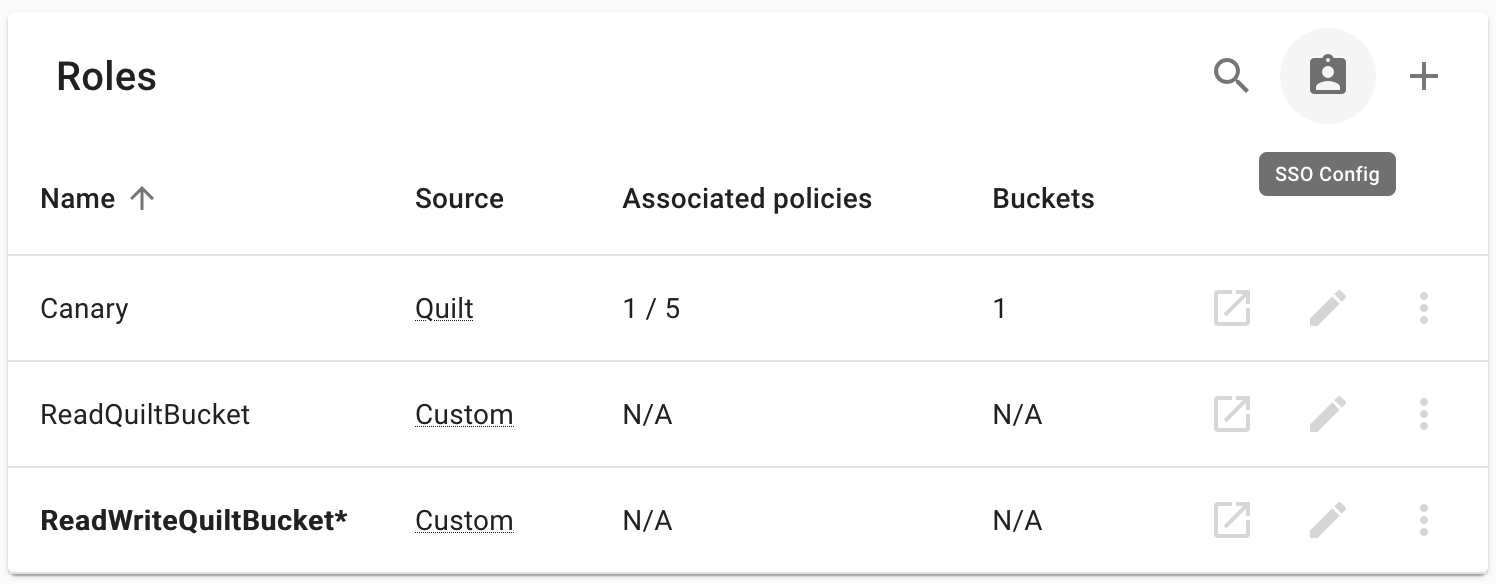 Roles
SSO Config
Name Source Associated policies Buckets
Canary Quilt 1 / 5 1
ReadQuiltBucket Custom N/A N/A
ReadWriteQuiltBucket* Custom N/A N/A